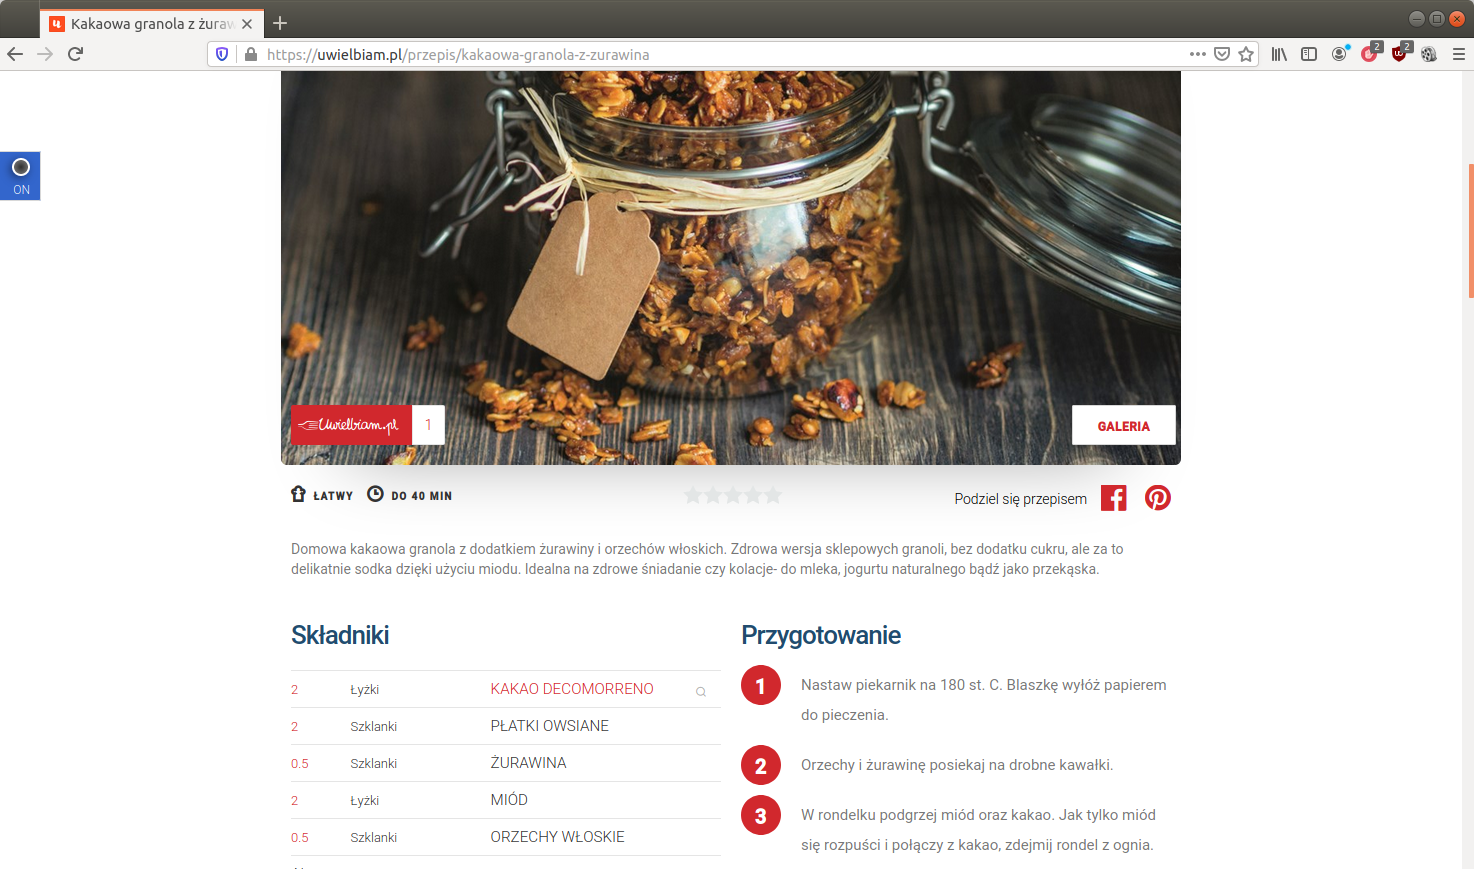 Kakaowa granola z żuraw
https://uwielbiam.pl/przepis/kakaowa-granola-z-zurawina
2
2
ON
Uwielbiam.pl
1
GALERIA
ŁATWY
DO 40 MIN
Podziel się przepisem
Domowa kakaowa granola z dodatkiem żurawiny i orzechów włoskich. Zdrowa wersja sklepowych granoli, bez dodatku cukru, ale za to
delikatnie sodka dzięki użyciu miodu. Idealna na zdrowe śniadanie czy kolacje- do mleka, jogurtu naturalnego bądź jako przekąska.
Składniki
2 Łyżki KAKAO DECOMORRENO
2 Szklanki PŁATKI OWSIANE
0.5 Szklanki ŻURAWINA
2 Łyżki MIÓD
0.5 Szklanki ORZECHY WŁOSKIE
Przygotowanie
1 Nastaw piekarnik na 180 st. C. Blaszkę wyłóż papierem
do pieczenia.
2 Orzechy i żurawinę posiekaj na drobne kawałki.
3 W rondelku podgrzej miód oraz kakao. Jak tylko miód
się rozpuści i połączy z kakao, zdejmij rondel z ognia.